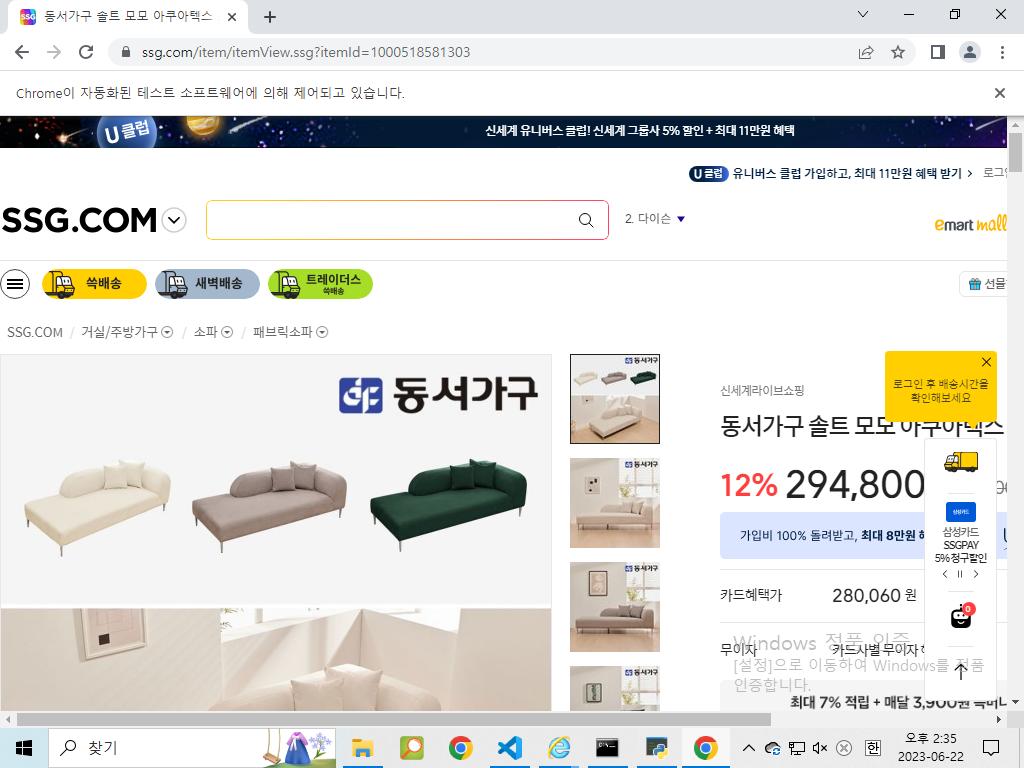 동서가구 솔트 모모 아쿠아텍스
ssg.com/item/itemView.ssg?itemId=1000518581303
Chrome이 자동화된 테스트 소프트웨어에 의해 제어되고 있습니다.
U 클럽
신세계 유니버스 클럽! 신세계 그룹사 5% 할인 + 최대 11만원 혜택
U 클럽 유니버스 클럽 가입하고, 최대 11만원 혜택 받기 >
SSG.COM
2. 다이슨
emart mall
쓱배송
새벽배송
트레이더스
쓱배송
선물
SSG.COM / 거실/주방가구 / 소파 / 패브릭소파
동서가구
로그인 후 배송시간을
확인해보세요
신세계라이브쇼핑
동서가구 솔트 모모 아쿠아텍스
12% 294,800
가입비 100% 돌려받고, 최대 8만원
삼성카드
삼성카드
SSGPAY
5% 청구할인
카드혜택가 280,060 원
0
무이자 카드사별 무이자
Windows 정품 인증
[설정]으로 이동하여 Windows를 정품
인증합니다.
최대 7% 적립 + 매달 3,900원
찾기
오후 2:35
2023-06-22
한